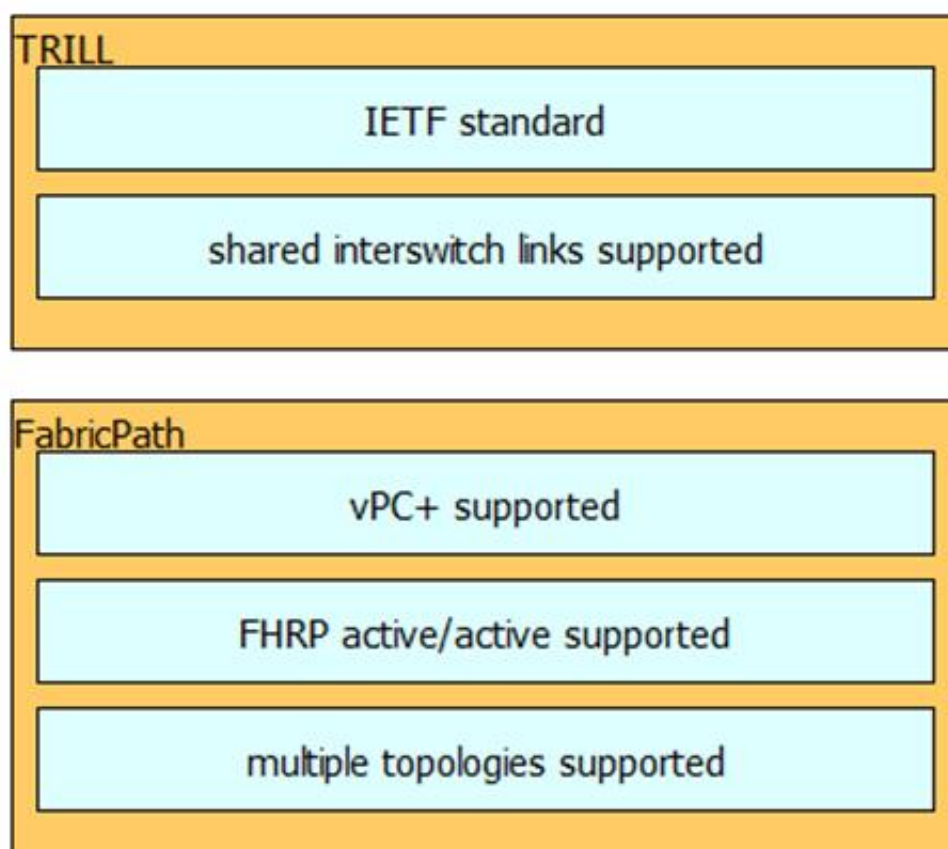 TRILL
IETF standard
shared interswitch links supported
FabricPath
vPC+ supported
FHRP active/active supported
multiple topologies supported